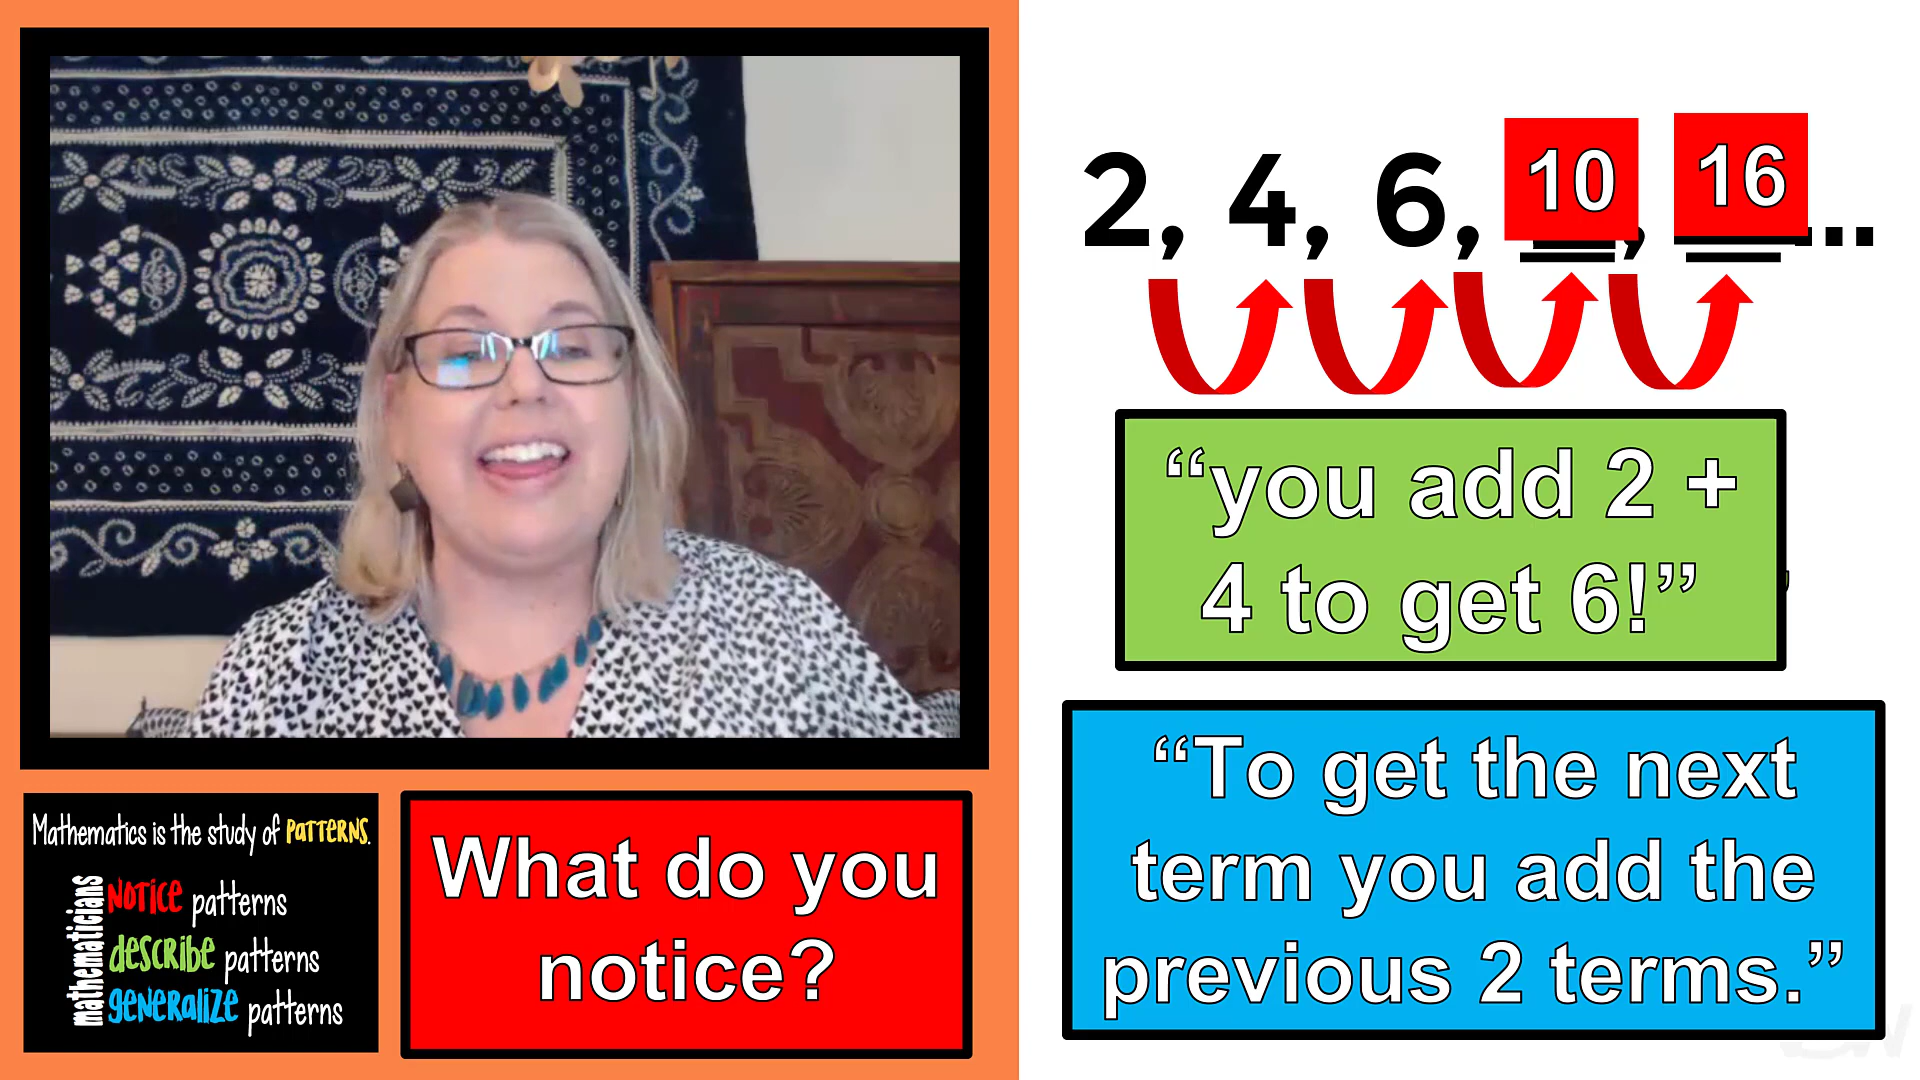 2, 4, 6, 10, 16...
“you add 2 +
4 to get 6!”
“To get the next
term you add the
previous 2 terms.”
What do you
notice?
Mathematics is the study of PATTERNS.
mathematicians
NOTICE patterns
describe patterns
generalize patterns